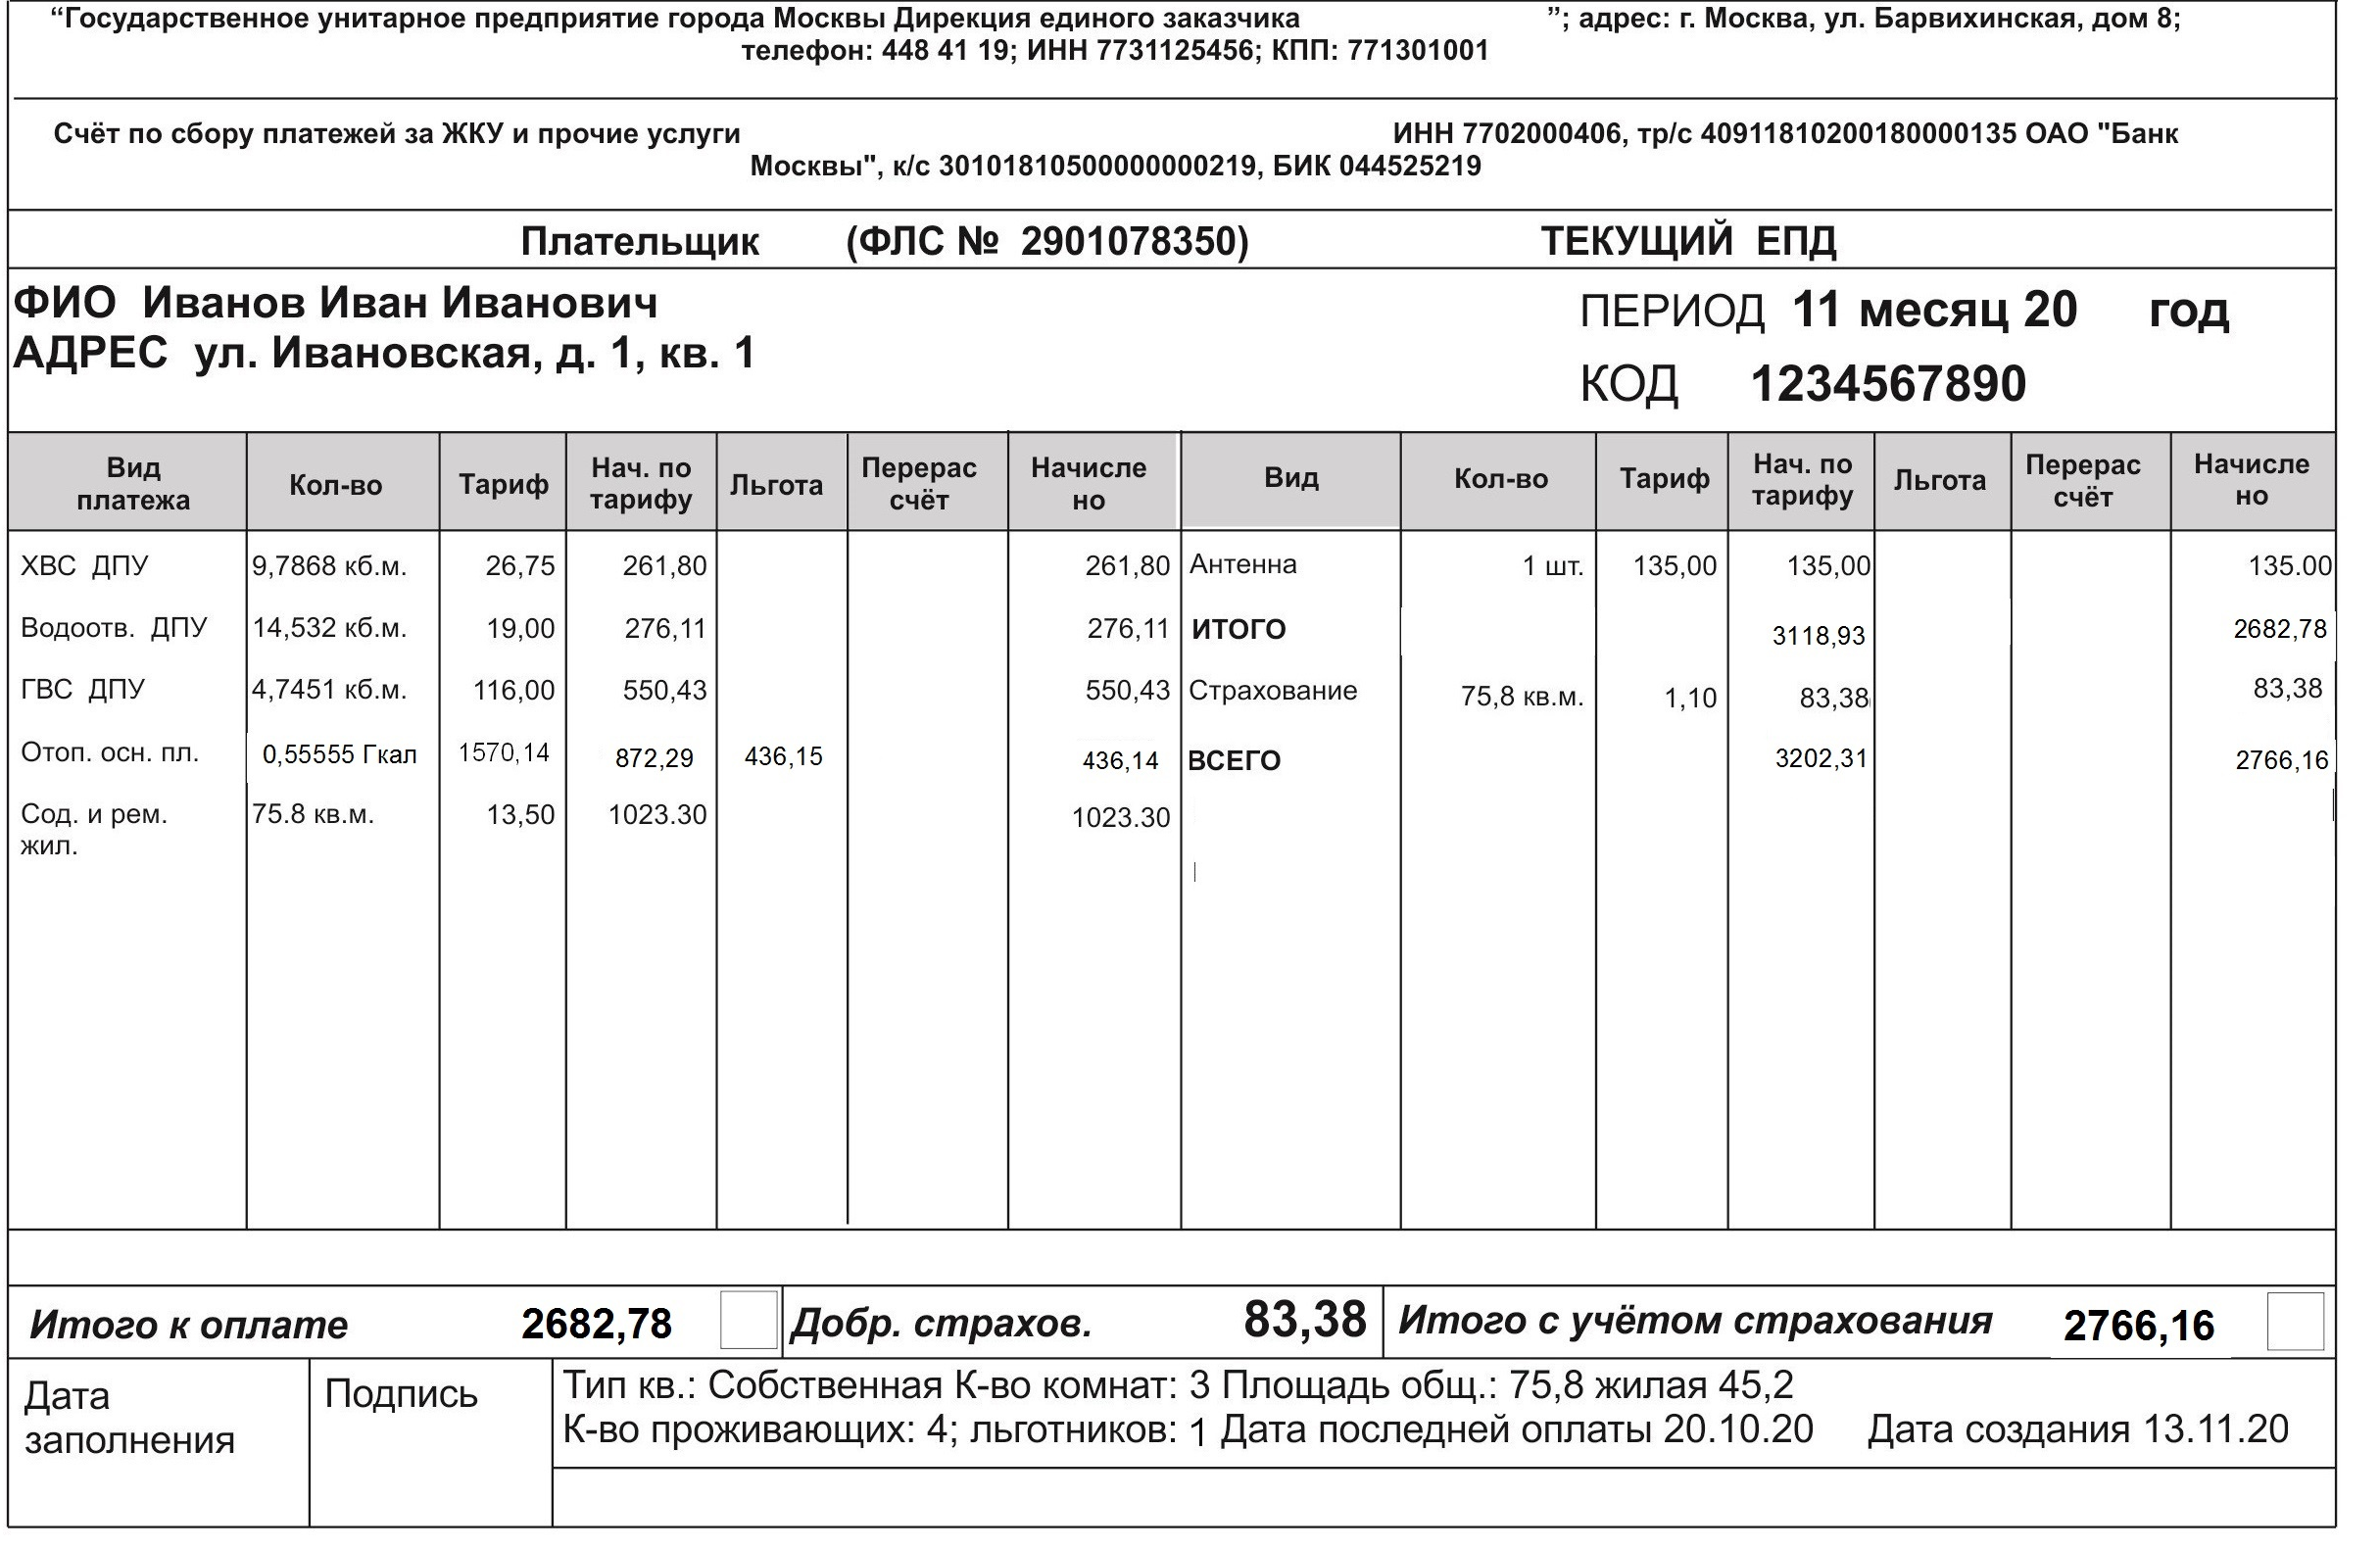 “Государственное унитарное предприятие города Москвы Дирекция единого заказчика ”; адрес: г. Москва, ул. Барвихинская, дом 8;
телефон: 448 41 19; ИНН 7731125456; КПП: 771301001
Счёт по сбору платежей за ЖКУ и прочие услуги ИНН 7702000406, тр/с 40911810200180000135 ОАО "Банк
Москвы", к/с 30101810500000000219, БИК 044525219
Плательщик (ФЛС № 2901078350) ТЕКУЩИЙ ЕПД
ФИО Иванов Иван Иванович
АДРЕС ул. Ивановская, д. 1, кв. 1
ПЕРИОД 11 месяц 20 год
КОД 1234567890
Вид платежа Кол-во Тариф Нач. по тарифу Льгота Перерас счёт Начисле но Вид Кол-во Тариф Нач. по тарифу Льгота Перерас счёт Начисле но
ХВС ДПУ 9,7868 кб.м. 26,75 261,80 261,80 Антенна 1 шт. 135,00 135,00 135.00
Водоотв. ДПУ 14,532 кб.м. 19,00 276,11 276,11 ИТОГО 3118,93 2682,78
ГВС ДПУ 4,7451 кб.м. 116,00 550,43 550,43 Страхование 75,8 кв.м. 1,10 83,38 83,38
Отоп. осн. пл. 0,55555 Гкал 1570,14 872,29 436,15 436,14 ВСЕГО 3202,31 2766,16
Сод. и рем. 75.8 кв.м. 13,50 1023.30 1023.30
жил.
Итого к оплате 2682,78 Добр. страхов. 83,38 Итого с учётом страхования 2766,16
Дата
заполнения
Подпись
Тип кв.: Собственная К-во комнат: 3 Площадь общ.: 75,8 жилая 45,2
К-во проживающих: 4; льготников: 1 Дата последней оплаты 20.10.20 Дата создания 13.11.20